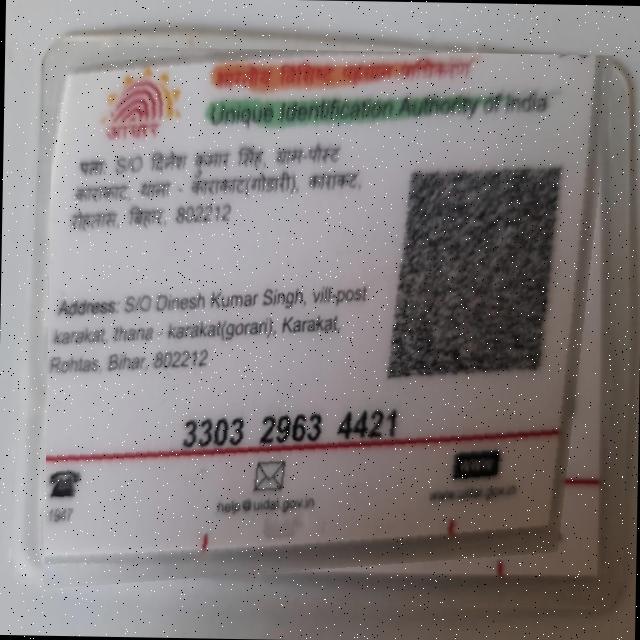 भारतीय विशिष्ट पहचान प्राधिकरण
Unique Identification Authority of India
आधार
पता: S/O दिनेश कुमार सिंह, ग्राम-पोस्ट
काराकाट, थाना - काराकाट(गोडारी), काराकाट,
रोहतास, बिहार, 802212
Address: S/O Dinesh Kumar Singh, vill-post
karakat, thana - karakat(gorari), Karakat,
Rohtas, Bihar, 802212
3303 2963 4421
1947
help@uidai.gov.in
www.uidai.gov.in